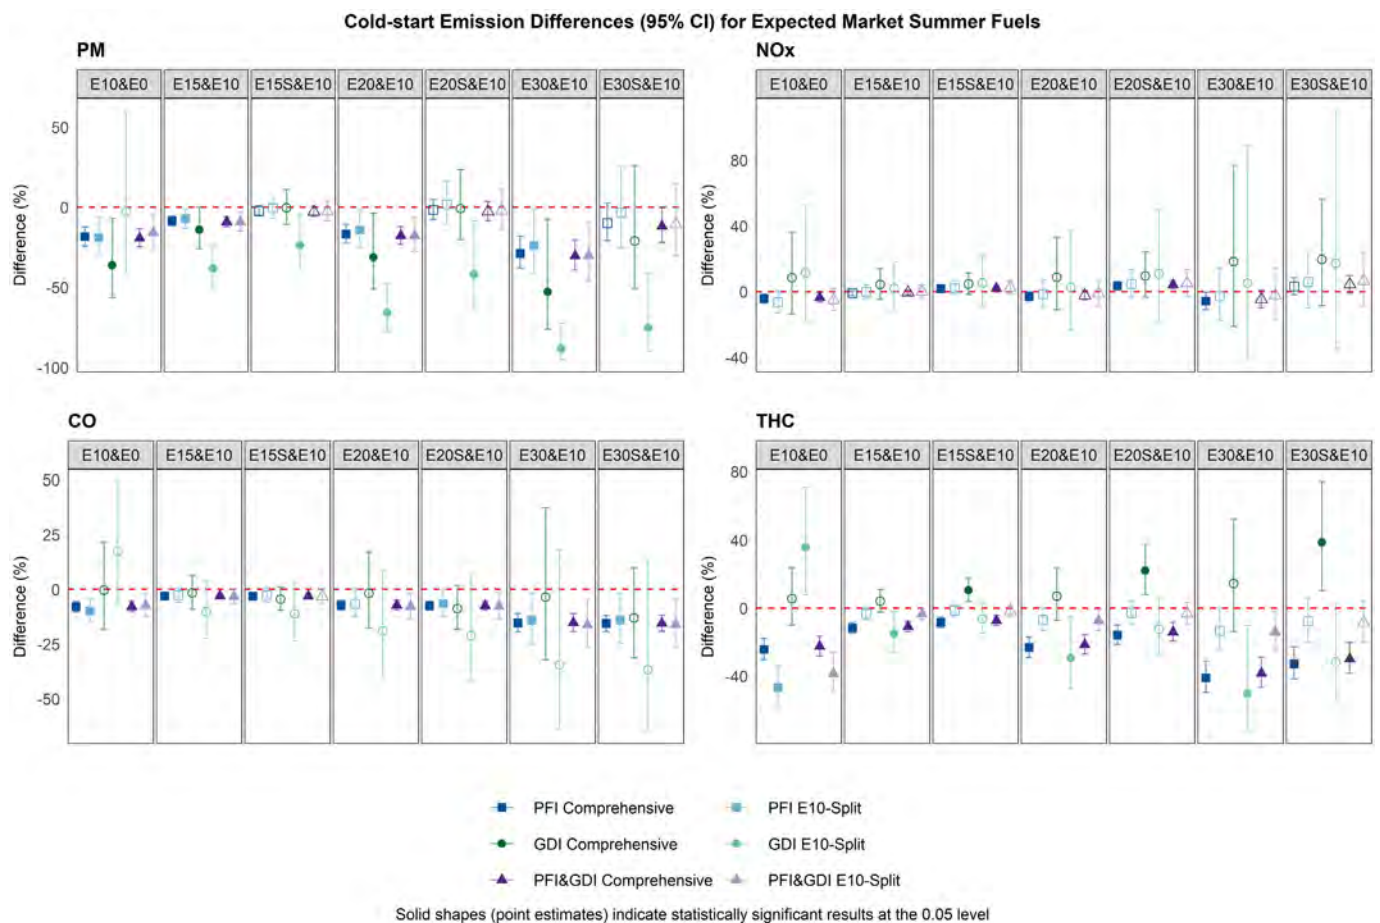 Cold-start Emission Differences (95% CI) for Expected Market Summer Fuels
PM
E10&E0 E15&E10 E15S&E10 E20&E10 E20S&E10 E30&E10 E30S&E10
Difference (%)
50
0
-50
-100
NOx
E10&E0 E15&E10 E15S&E10 E20&E10 E20S&E10 E30&E10 E30S&E10
Difference (%)
80
40
0
-40
CO
E10&E0 E15&E10 E15S&E10 E20&E10 E20S&E10 E30&E10 E30S&E10
Difference (%)
50
25
0
-25
-50
THC
E10&E0 E15&E10 E15S&E10 E20&E10 E20S&E10 E30&E10 E30S&E10
Difference (%)
80
40
0
-40
PFI Comprehensive PFI E10-Split
GDI Comprehensive GDI E10-Split
PFI&GDI Comprehensive PFI&GDI E10-Split
Solid shapes (point estimates) indicate statistically significant results at the 0.05 level